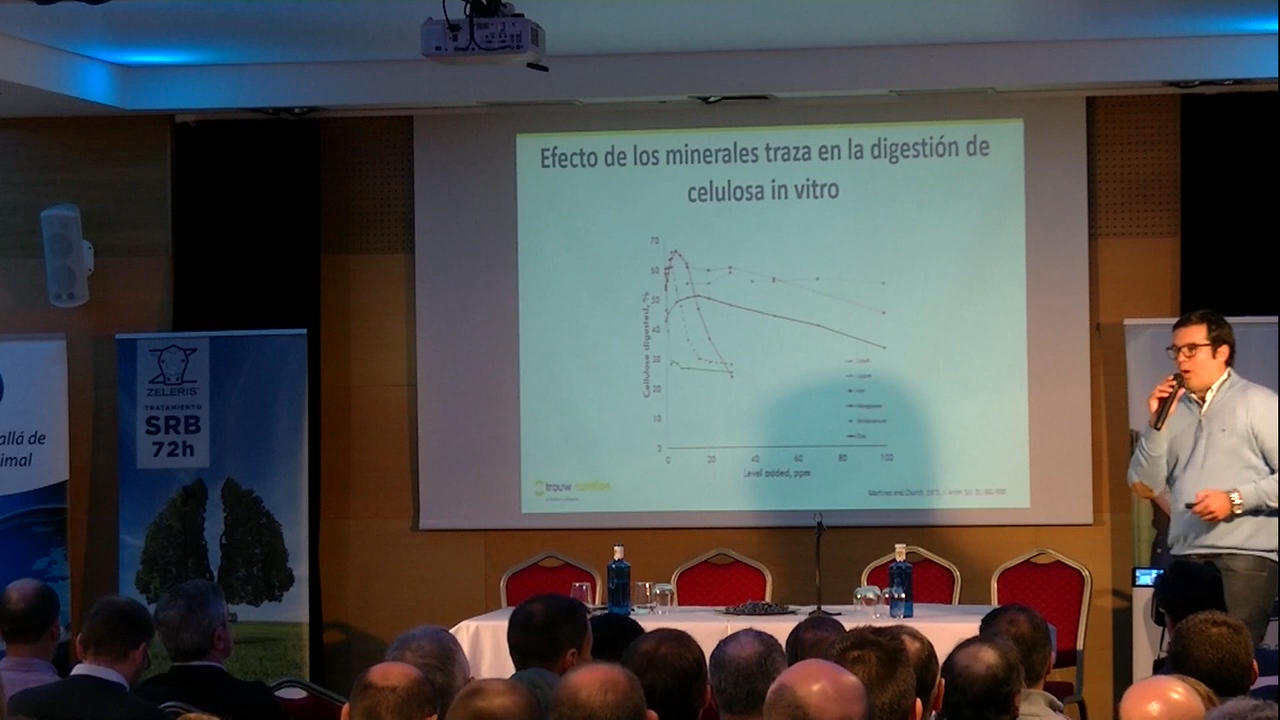 Efecto de los minerales traza en la digestión de
celulosa in vitro
70
60
50
40
30
20
10
0
Cellulose digested, %
0 20 40 60 80 100
Level added, ppm
trouw nutrition
ZELERIS
TRATAMIENTO
SRB
72h
allá de
imal